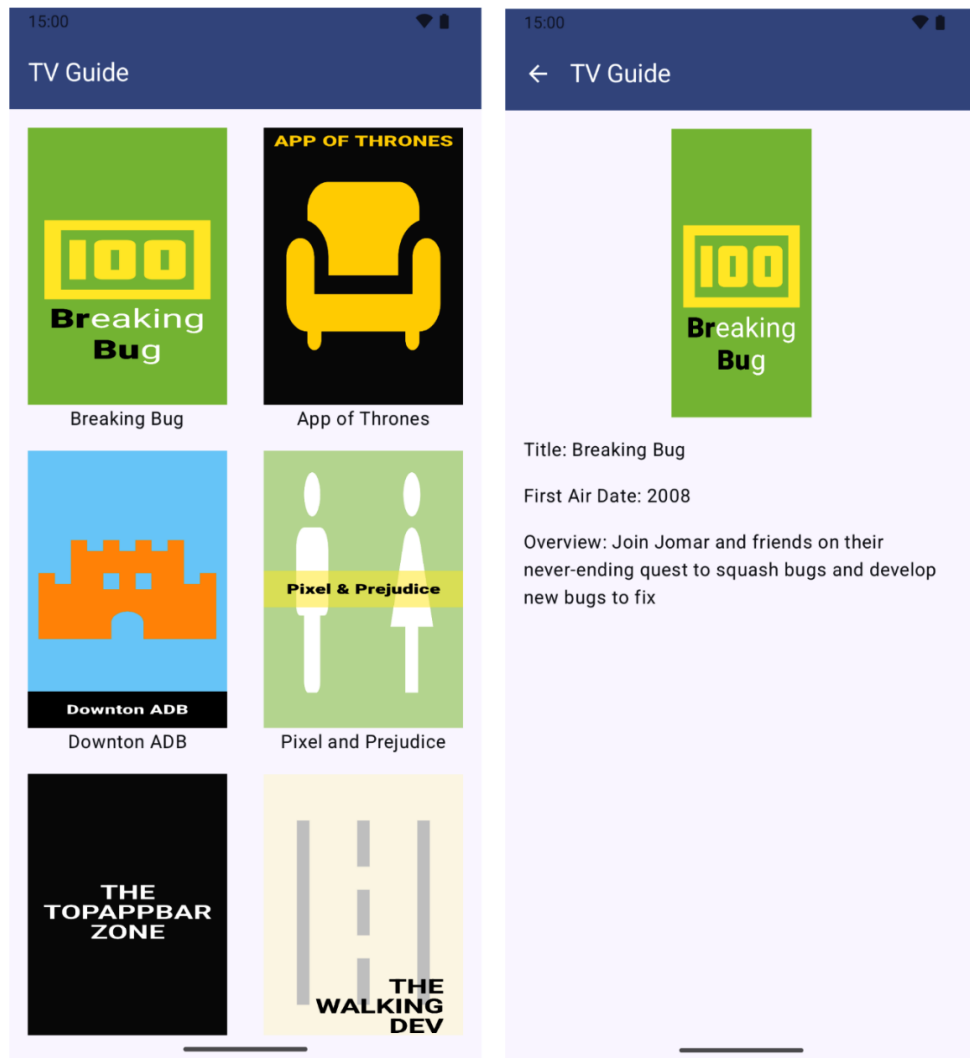 15:00
TV Guide
100
Breaking
Bug
Breaking Bug
APP OF THRONES
App of Thrones
Downton ADB
Downton ADB
Pixel & Prejudice
Pixel and Prejudice
THE
TOPAPPBAR
ZONE
THE
WALKING
DEV
15:00
TV Guide
100
Breaking
Bug
Title: Breaking Bug
First Air Date: 2008
Overview: Join Jomar and friends on their
never-ending quest to squash bugs and develop
new bugs to fix